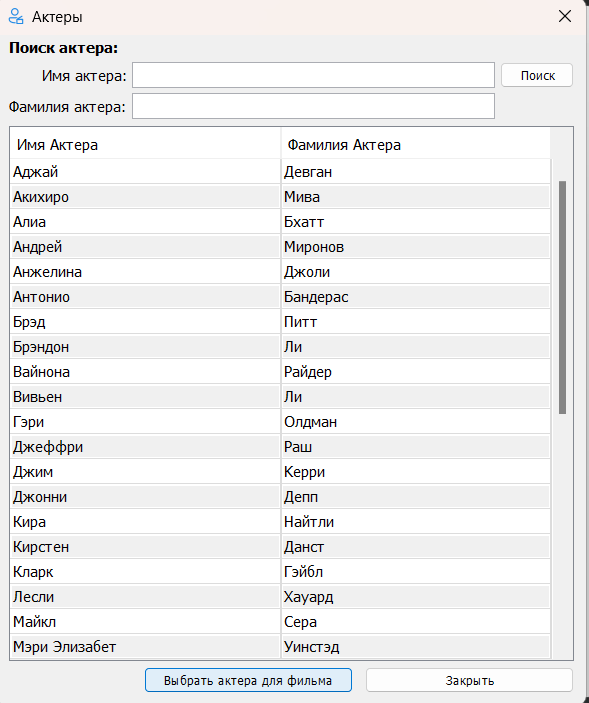 Актеры
Поиск актера:
Имя актера: Поиск
Фамилия актера:
Имя Актера Фамилия Актера
Аджай Девган
Акихиро Мива
Алиа Бхатт
Андрей Миронов
Анжелина Джоли
Антонио Бандерас
Брэд Питт
Брэндон Ли
Вайнона Райдер
Вивьен Ли
Гэри Олдман
Джеффри Раш
Джим Керри
Джонни Депп
Кира Найтли
Кирстен Данст
Кларк Гэйбл
Лесли Хауард
Майкл Сера
Мэри Элизабет Уинстэд
Выбрать актера для фильма Закрыть